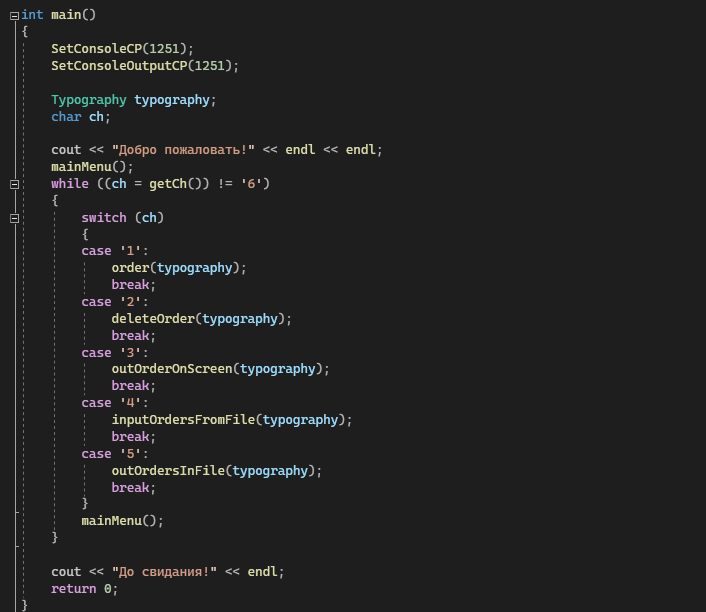 int main()
{
    SetConsoleCP(1251);
    SetConsoleOutputCP(1251);

    Typography typography;
    char ch;

    cout << "Добро пожаловать!" << endl << endl;
    mainMenu();
    while ((ch = getCh()) != '6')
    {
        switch (ch)
        {
        case '1':
            order(typography);
            break;
        case '2':
            deleteOrder(typography);
            break;
        case '3':
            outOrderOnScreen(typography);
            break;
        case '4':
            inputOrdersFromFile(typography);
            break;
        case '5':
            outOrdersInFile(typography);
            break;
        }
        mainMenu();
    }

    cout << "До свидания!" << endl;
    return 0;
}